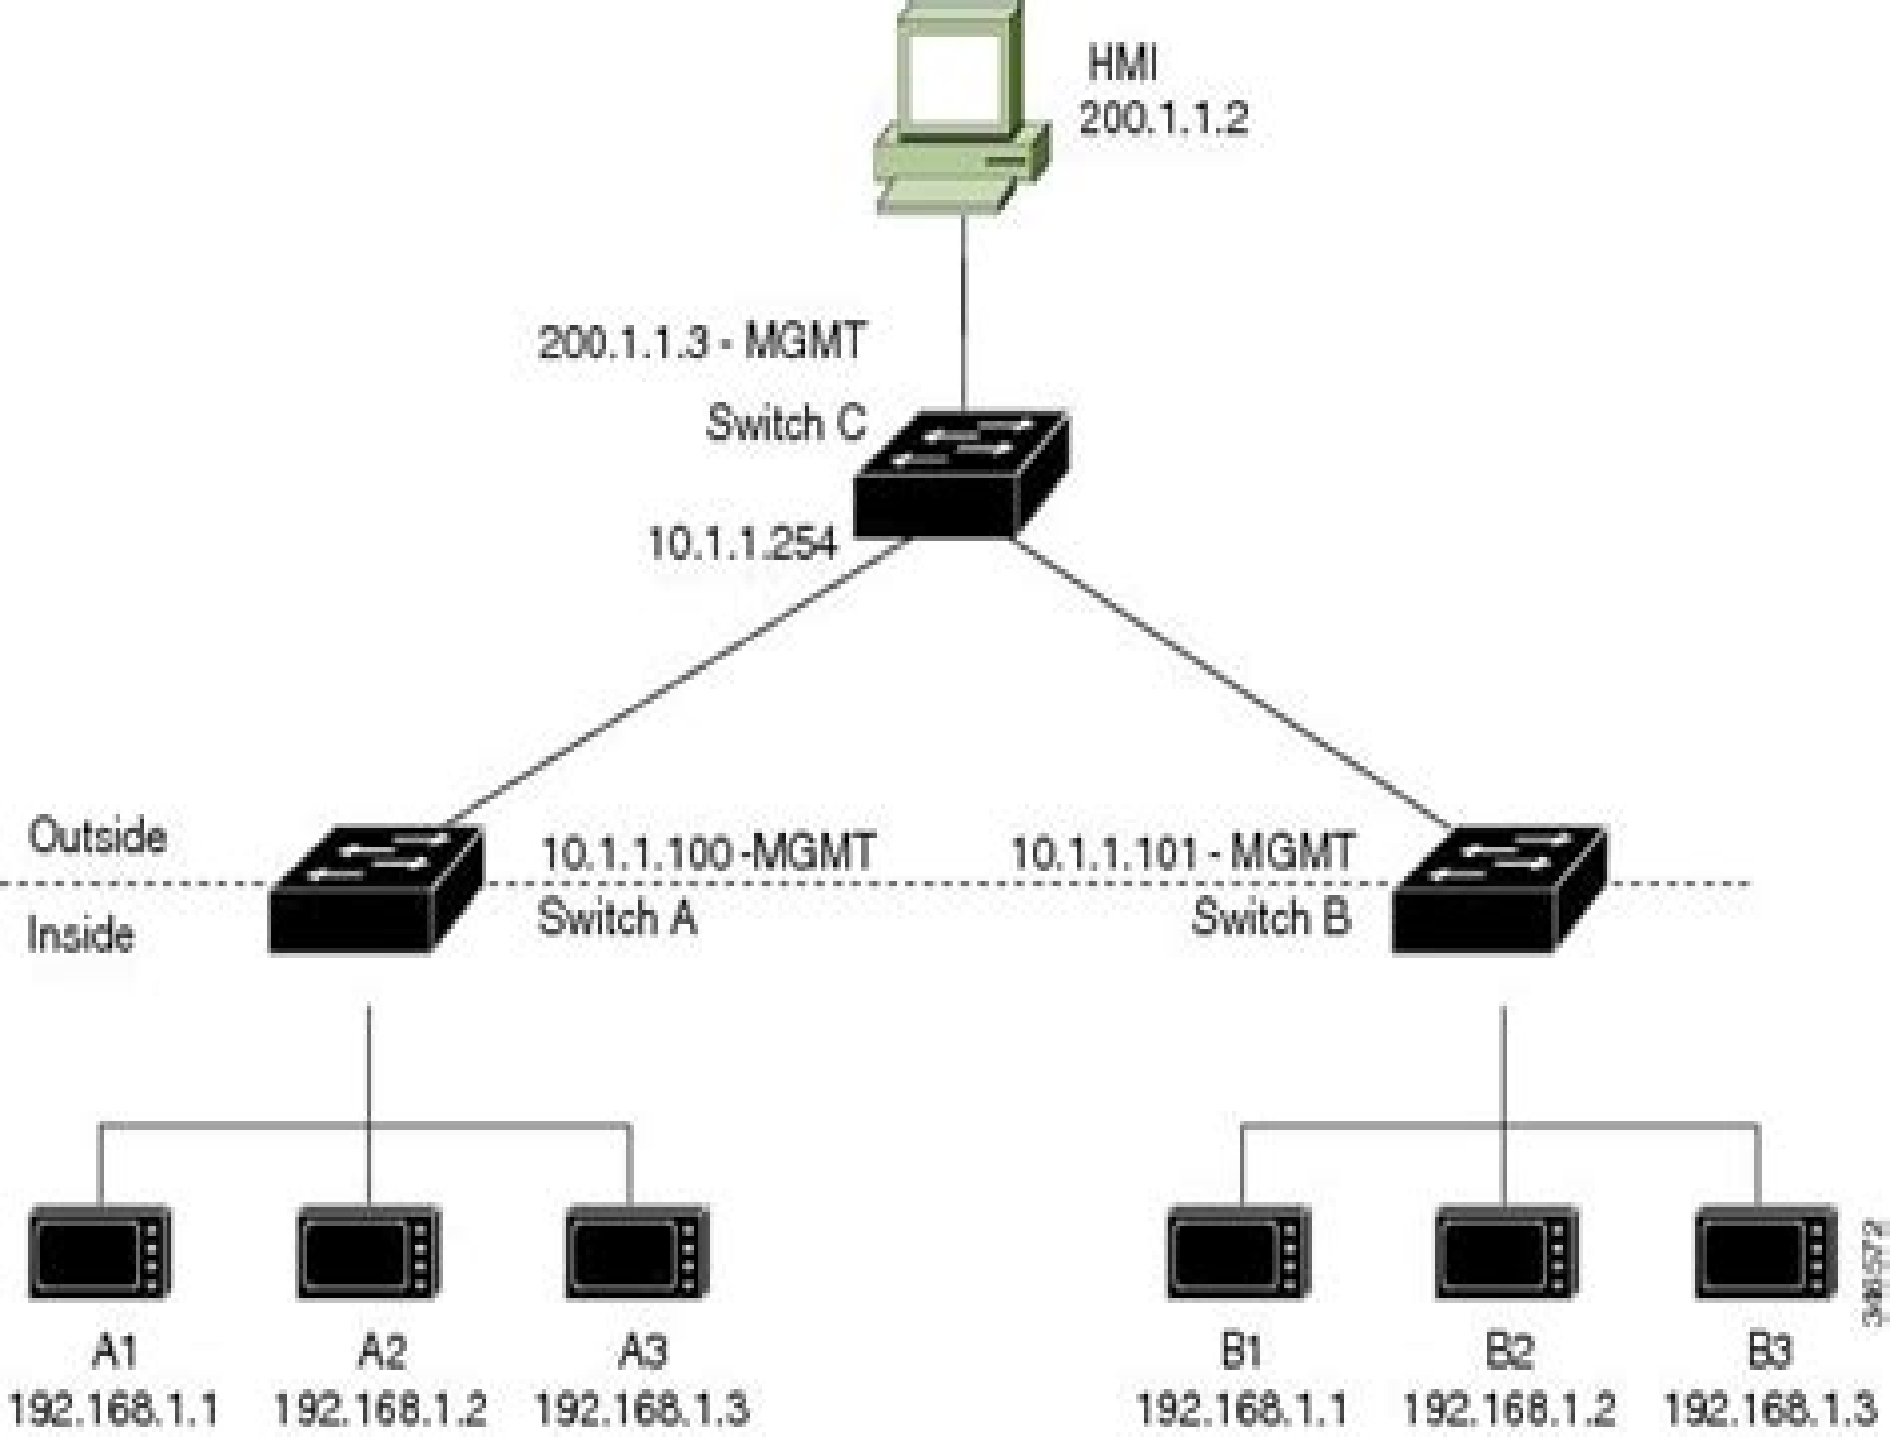 HMI
200.1.1.2
200.1.1.3 - MGMT
Switch C
10.1.1.254
Outside
10.1.1.100 -MGMT
10.1.1.101 - MGMT
Inside
Switch A
Switch B
A1
A2
A3
B1
B2
B3
192.168.1.1
192.168.1.2
192.168.1.3
192.168.1.1
192.168.1.2
192.168.1.3